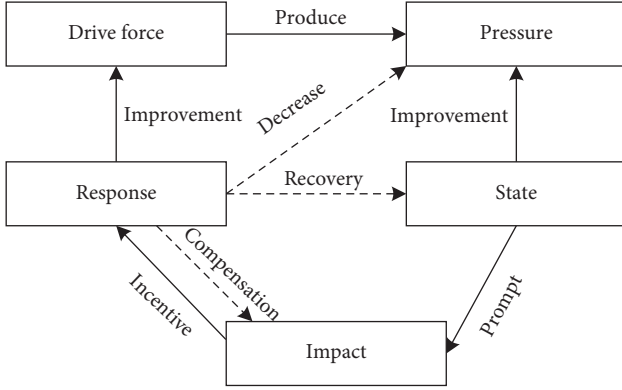 Drive force
Produce
Pressure
Improvement
Decrease
Improvement
Response
Recovery
State
Compensation
Incentive
Prompt
Impact